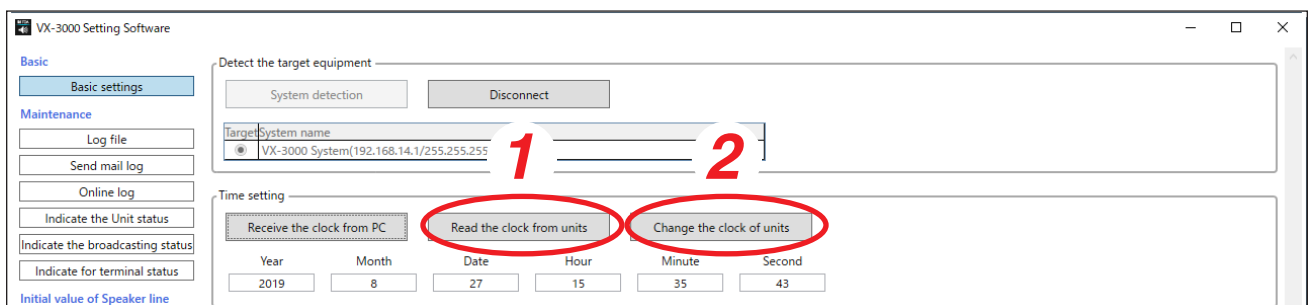 VX-3000 Setting Software
Basic
Basic settings
Maintenance
Log file
Send mail log
Online log
Indicate the Unit status
Indicate the broadcasting status
Indicate for terminal status
Initial value of Speaker line
Detect the target equipment
System detection
Disconnect
Target System name
VX-3000 System(192.168.14.1/255.255.255
1
2
Time setting
Receive the clock from PC
Read the clock from units
Change the clock of units
Year Month Date Hour Minute Second
2019 8 27 15 35 43